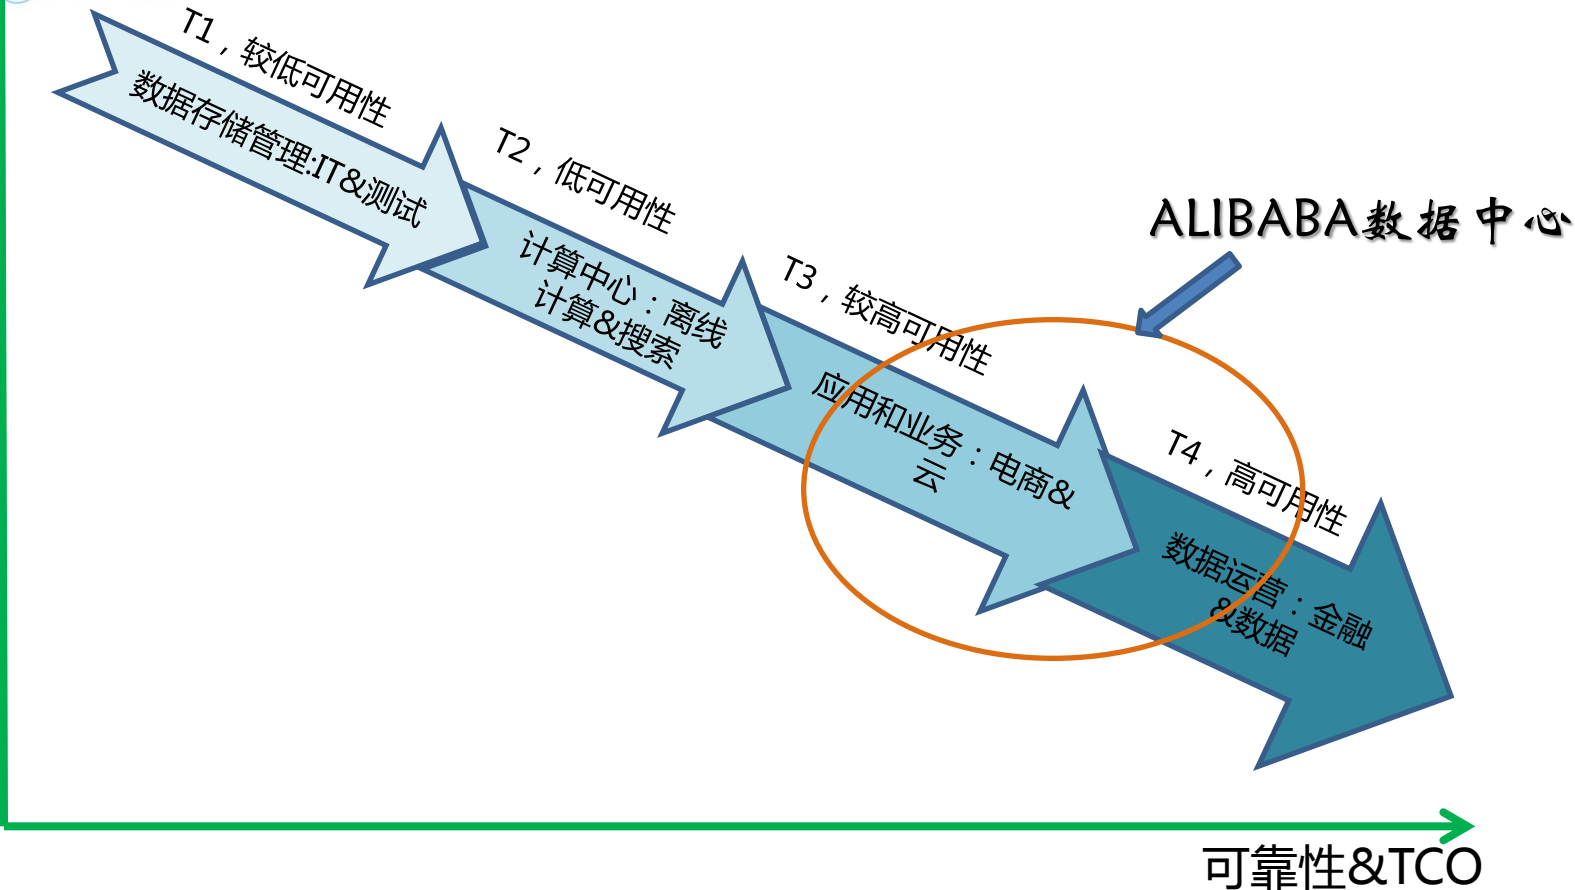 T1，较低可用性
数据存储管理:IT&测试
T2，低可用性
计算中心：离线
计算&搜索
T3，较高可用性
应用和业务：电商&
云
ALIBABA数据中心
T4，高可用性
数据运营：金融
&数据
可靠性&TCO